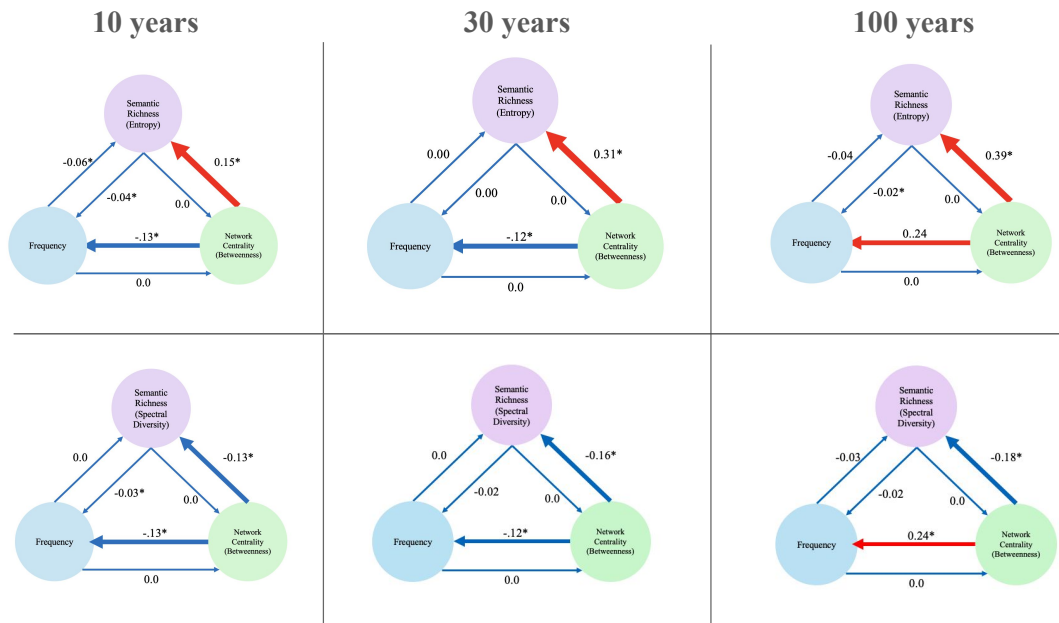 10 years
30 years
100 years
Semantic
Richness
(Entropy)
-0.06*
0.15*
-0.04*
0.0
Frequency
-.13*
Network
Centrality
(Betweenness)
0.0
Semantic
Richness
(Entropy)
0.00
0.31*
0.00
0.0
Frequency
-.12*
Network
Centrality
(Betweenness)
0.0
Semantic
Richness
(Entropy)
-0.04
0.39*
-0.02*
0.0
Frequency
0..24
Network
Centrality
(Betweenness)
0.0
Semantic
Richness
(Spectral
Diversity)
0.0
-0.13*
-0.03*
0.0
Frequency
-.13*
Network
Centrality
(Betweenness)
0.0
Semantic
Richness
(Spectral
Diversity)
0.0
-0.16*
-0.02
0.0
Frequency
-.12*
Network
Centrality
(Betweenness)
0.0
Semantic
Richness
(Spectral
Diversity)
-0.03
-0.18*
-0.02
0.0
Frequency
0.24*
Network
Centrality
(Betweenness)
0.0